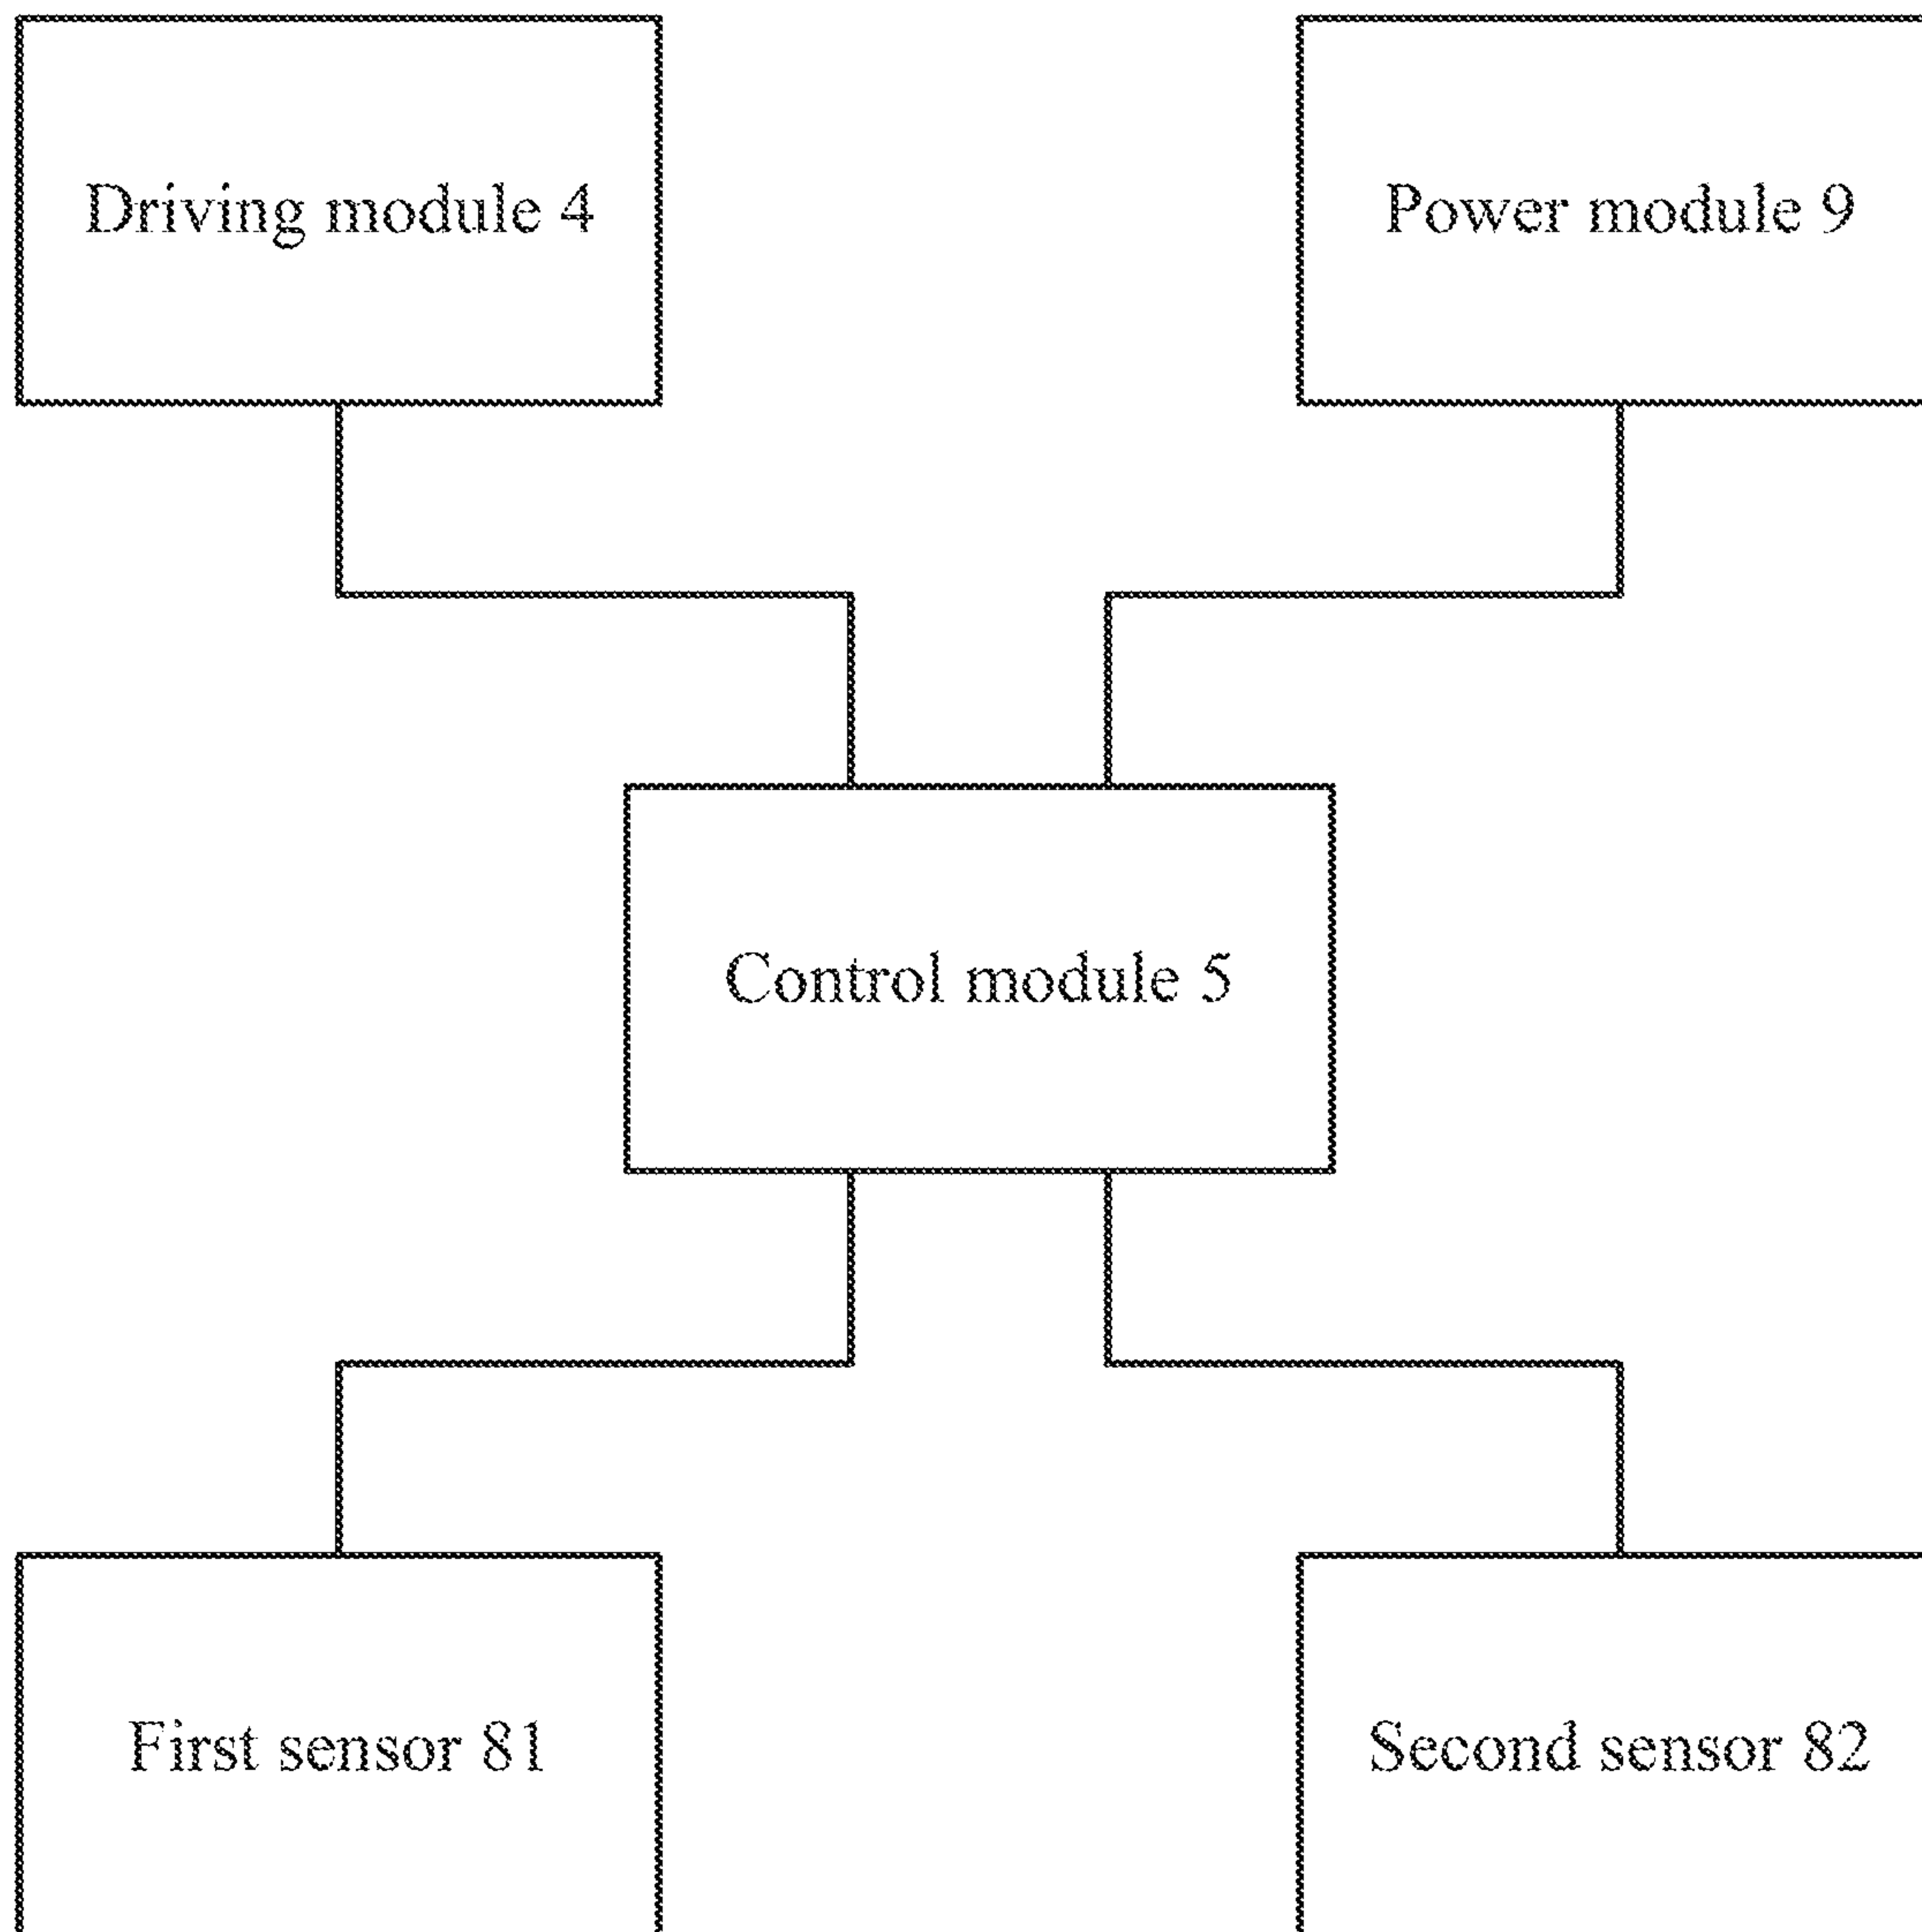 Driving module 4
Power module 9
Control module 5
First sensor 81
Second sensor 82